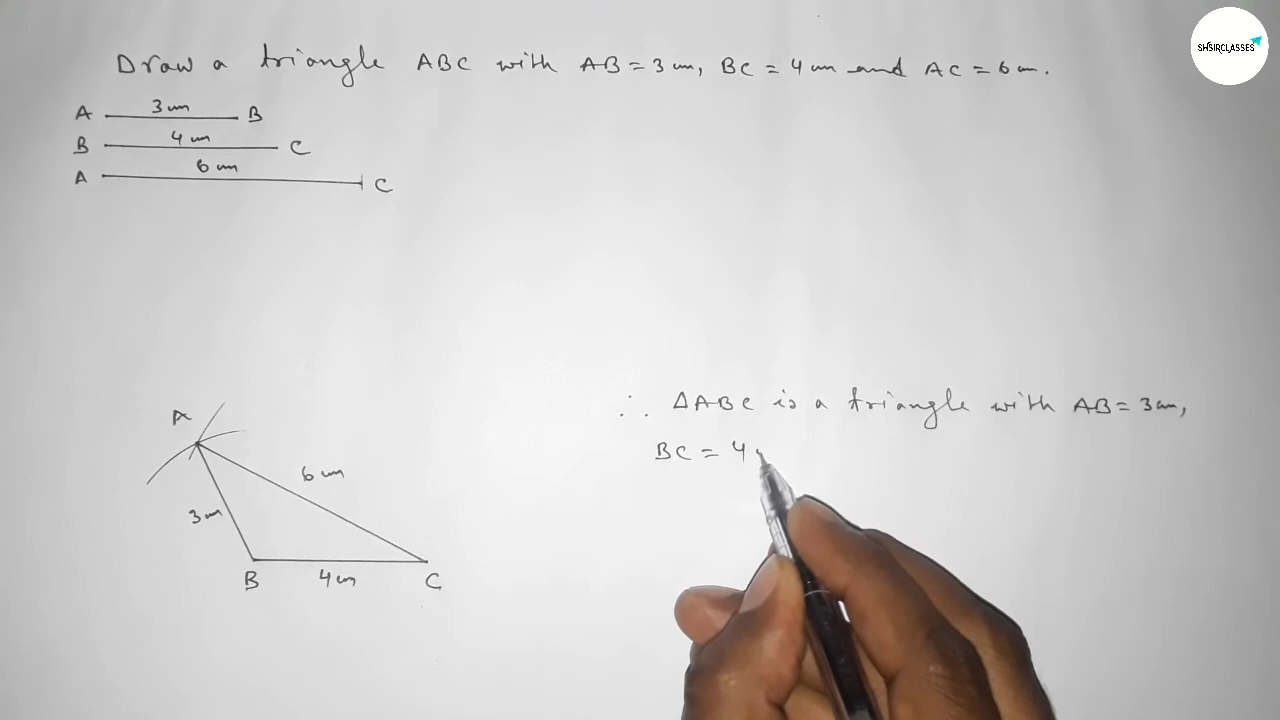 SHSIRCLASSES
Draw a triangle ABC with AB = 3 cm, BC = 4 cm and AC = 6 cm.
A 3 cm B
B 4 cm C
A 6 cm C
∴ ΔABC is a triangle with AB = 3 cm,
BC = 4
A
6 cm
3 cm
B 4 cm C